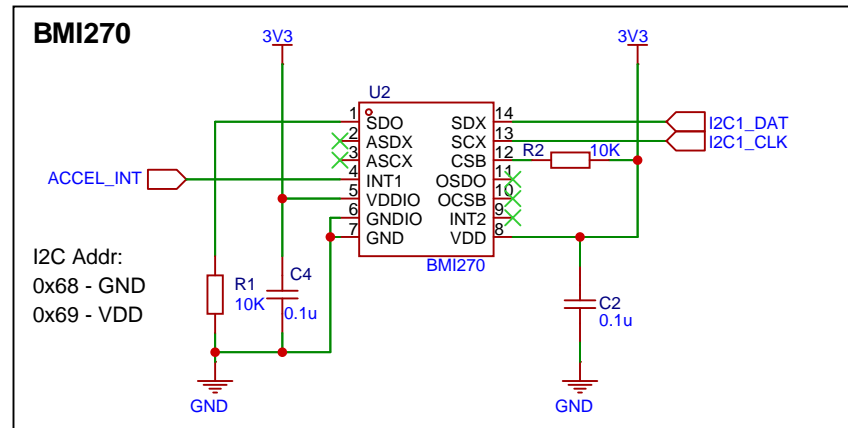 BMI270
3V3
3V3
U2
1 SDO SDX 14 I2C1_DAT
2 ASDX SCX 13 I2C1_CLK
3 ASCX CSB 12 R2 10K
ACCEL_INT 4 INT1 OSDO 11
5 VDDIO OCSB 10
6 GNDIO INT2 9
7 GND VDD 8
BMI270
I2C Addr:
0x68 - GND
0x69 - VDD
R1
10K
C4
0.1u
C2
0.1u
GND
GND